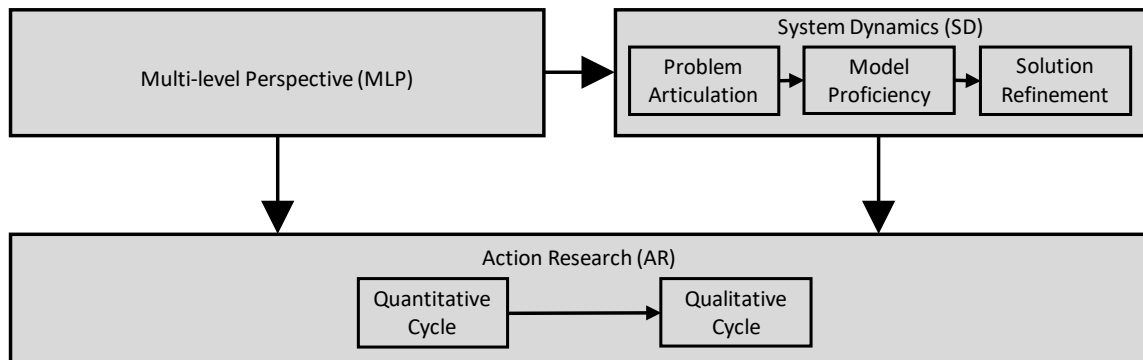 Multi-level Perspective (MLP)
System Dynamics (SD)
Problem
Articulation
Model
Proficiency
Solution
Refinement
Action Research (AR)
Quantitative
Cycle
Qualitative
Cycle